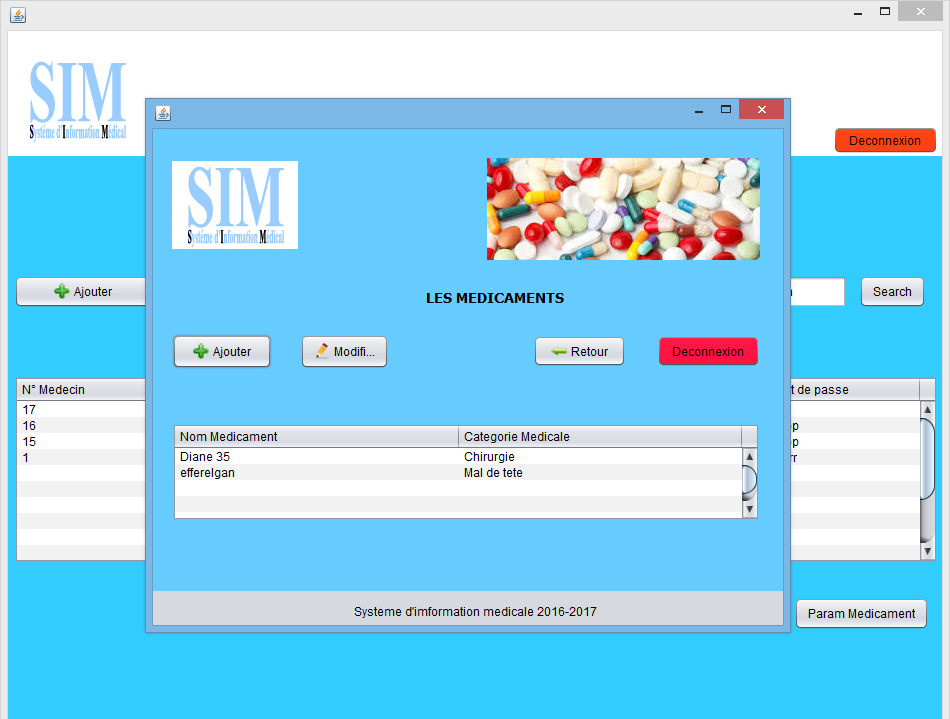 SIM
Systéme d'Information Médical
Deconnexion
Ajouter
Search
N° Medecin
t de passe
17
16
15
1
Param Medicament
SIM
Systéme d'Information Médical
LES MEDICAMENTS
Ajouter
Modifi...
Retour
Deconnexion
Nom Medicament Categorie Medicale
Diane 35 Chirurgie
efferelgan Mal de tete
Systeme d'imformation medicale 2016-2017